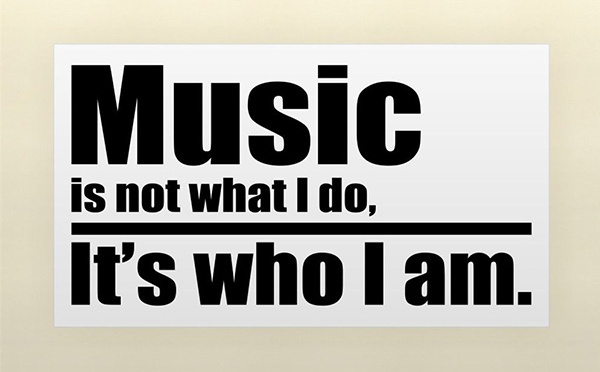 Music
is not what I do,
It’s who I am.